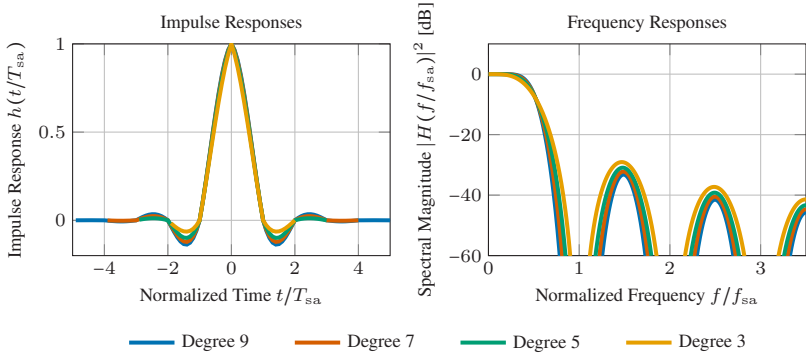 Impulse Responses
Impulse Response h(t/T_sa)
1
0.5
0
−4 −2 0 2 4
Normalized Time t/T_sa
Frequency Responses
Spectral Magnitude |H(f/f_sa)|² [dB]
0
−20
−40
−60
0 1 2 3
Normalized Frequency f/f_sa
Degree 9 Degree 7 Degree 5 Degree 3